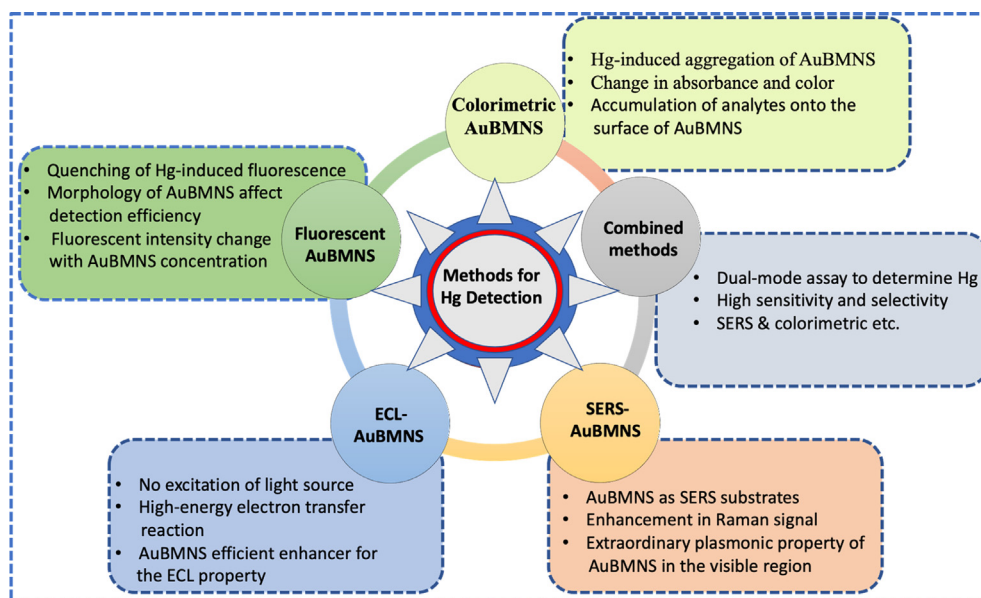 Colorimetric
AuBMNS
• Hg-induced aggregation of AuBMNS
• Change in absorbance and color
• Accumulation of analytes onto the
surface of AuBMNS
• Quenching of Hg-induced fluorescence
• Morphology of AuBMNS affect
detection efficiency
• Fluorescent intensity change
with AuBMNS concentration
Fluorescent
AuBMNS
Methods for
Hg Detection
Combined
methods
• Dual-mode assay to determine Hg
• High sensitivity and selectivity
• SERS & colorimetric etc.
ECL-
AuBMNS
• No excitation of light source
• High-energy electron transfer
reaction
• AuBMNS efficient enhancer for
the ECL property
SERS-
AuBMNS
• AuBMNS as SERS substrates
• Enhancement in Raman signal
• Extraordinary plasmonic property of
AuBMNS in the visible region